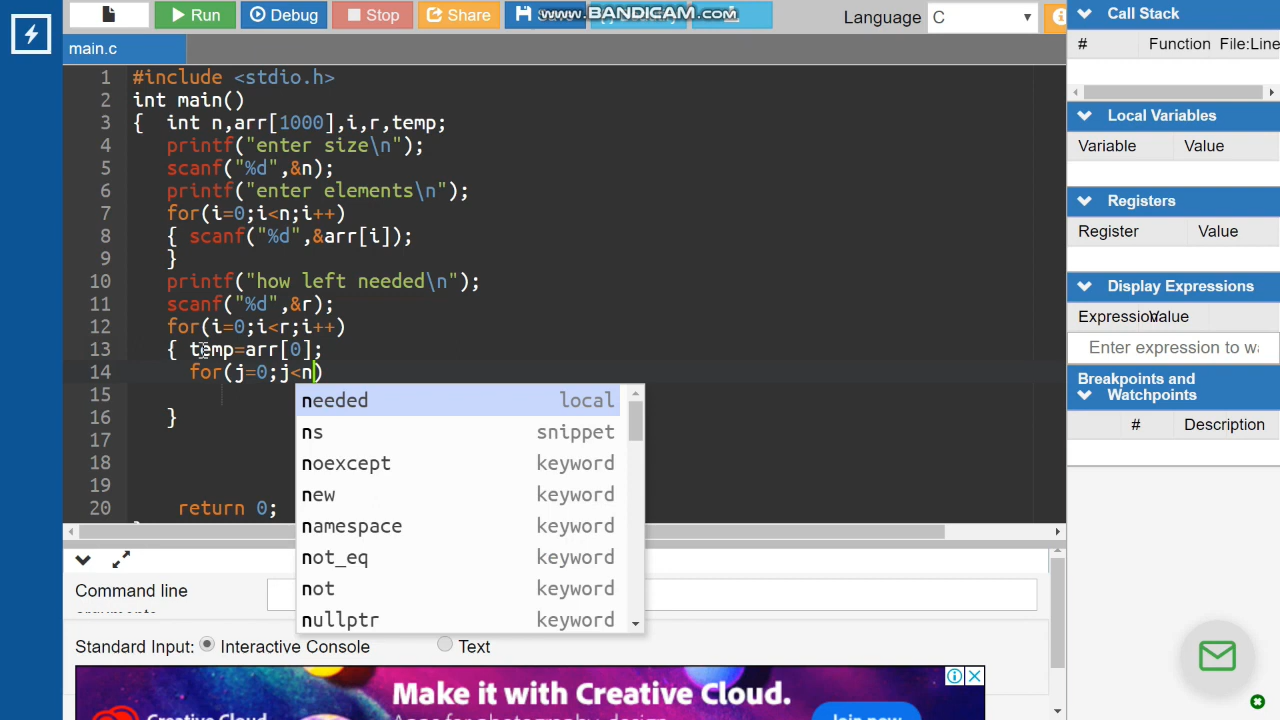 Run
Debug
Stop
Share
www.BANDICAM.com
Language C
main.c
1 #include <stdio.h>
2 int main()
3 { int n,arr[1000],i,r,temp;
4 printf("enter size\n");
5 scanf("%d",&n);
6 printf("enter elements\n");
7 for(i=0;i<n;i++)
8 { scanf("%d",&arr[i]);
9 }
10 printf("how left needed\n");
11 scanf("%d",&r);
12 for(i=0;i<r;i++)
13 { temp=arr[0];
14 for(j=0;j<n)
15
16 }
17
18
19
20 return 0;
needed local
ns snippet
noexcept keyword
new keyword
namespace keyword
not_eq keyword
not keyword
nullptr keyword
Command line
Standard Input: Interactive Console Text
Make it with Creative Cloud.
Creative Cloud
Join now
Call Stack
# Function File:Line
Local Variables
Variable Value
Registers
Register Value
Display Expressions
Expression Value
Enter expression to wa
Breakpoints and
Watchpoints
# Description